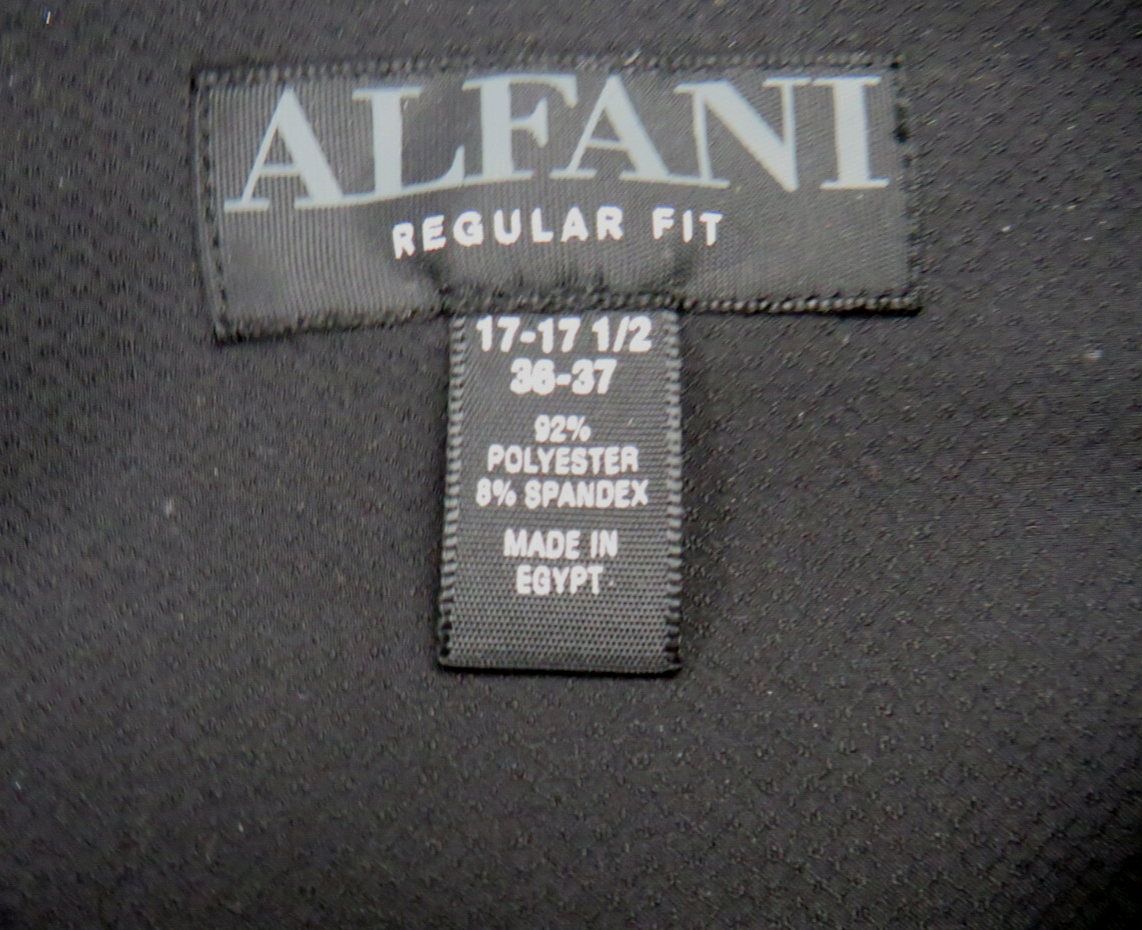 ALFANI
REGULAR FIT
17-17 1/2
36-37
92%
POLYESTER
8% SPANDEX
MADE IN
EGYPT